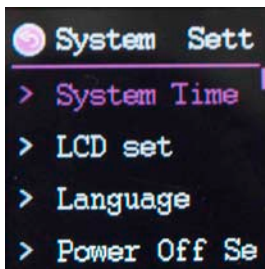 System Sett
> System Time
> LCD set
> Language
> Power Off Se